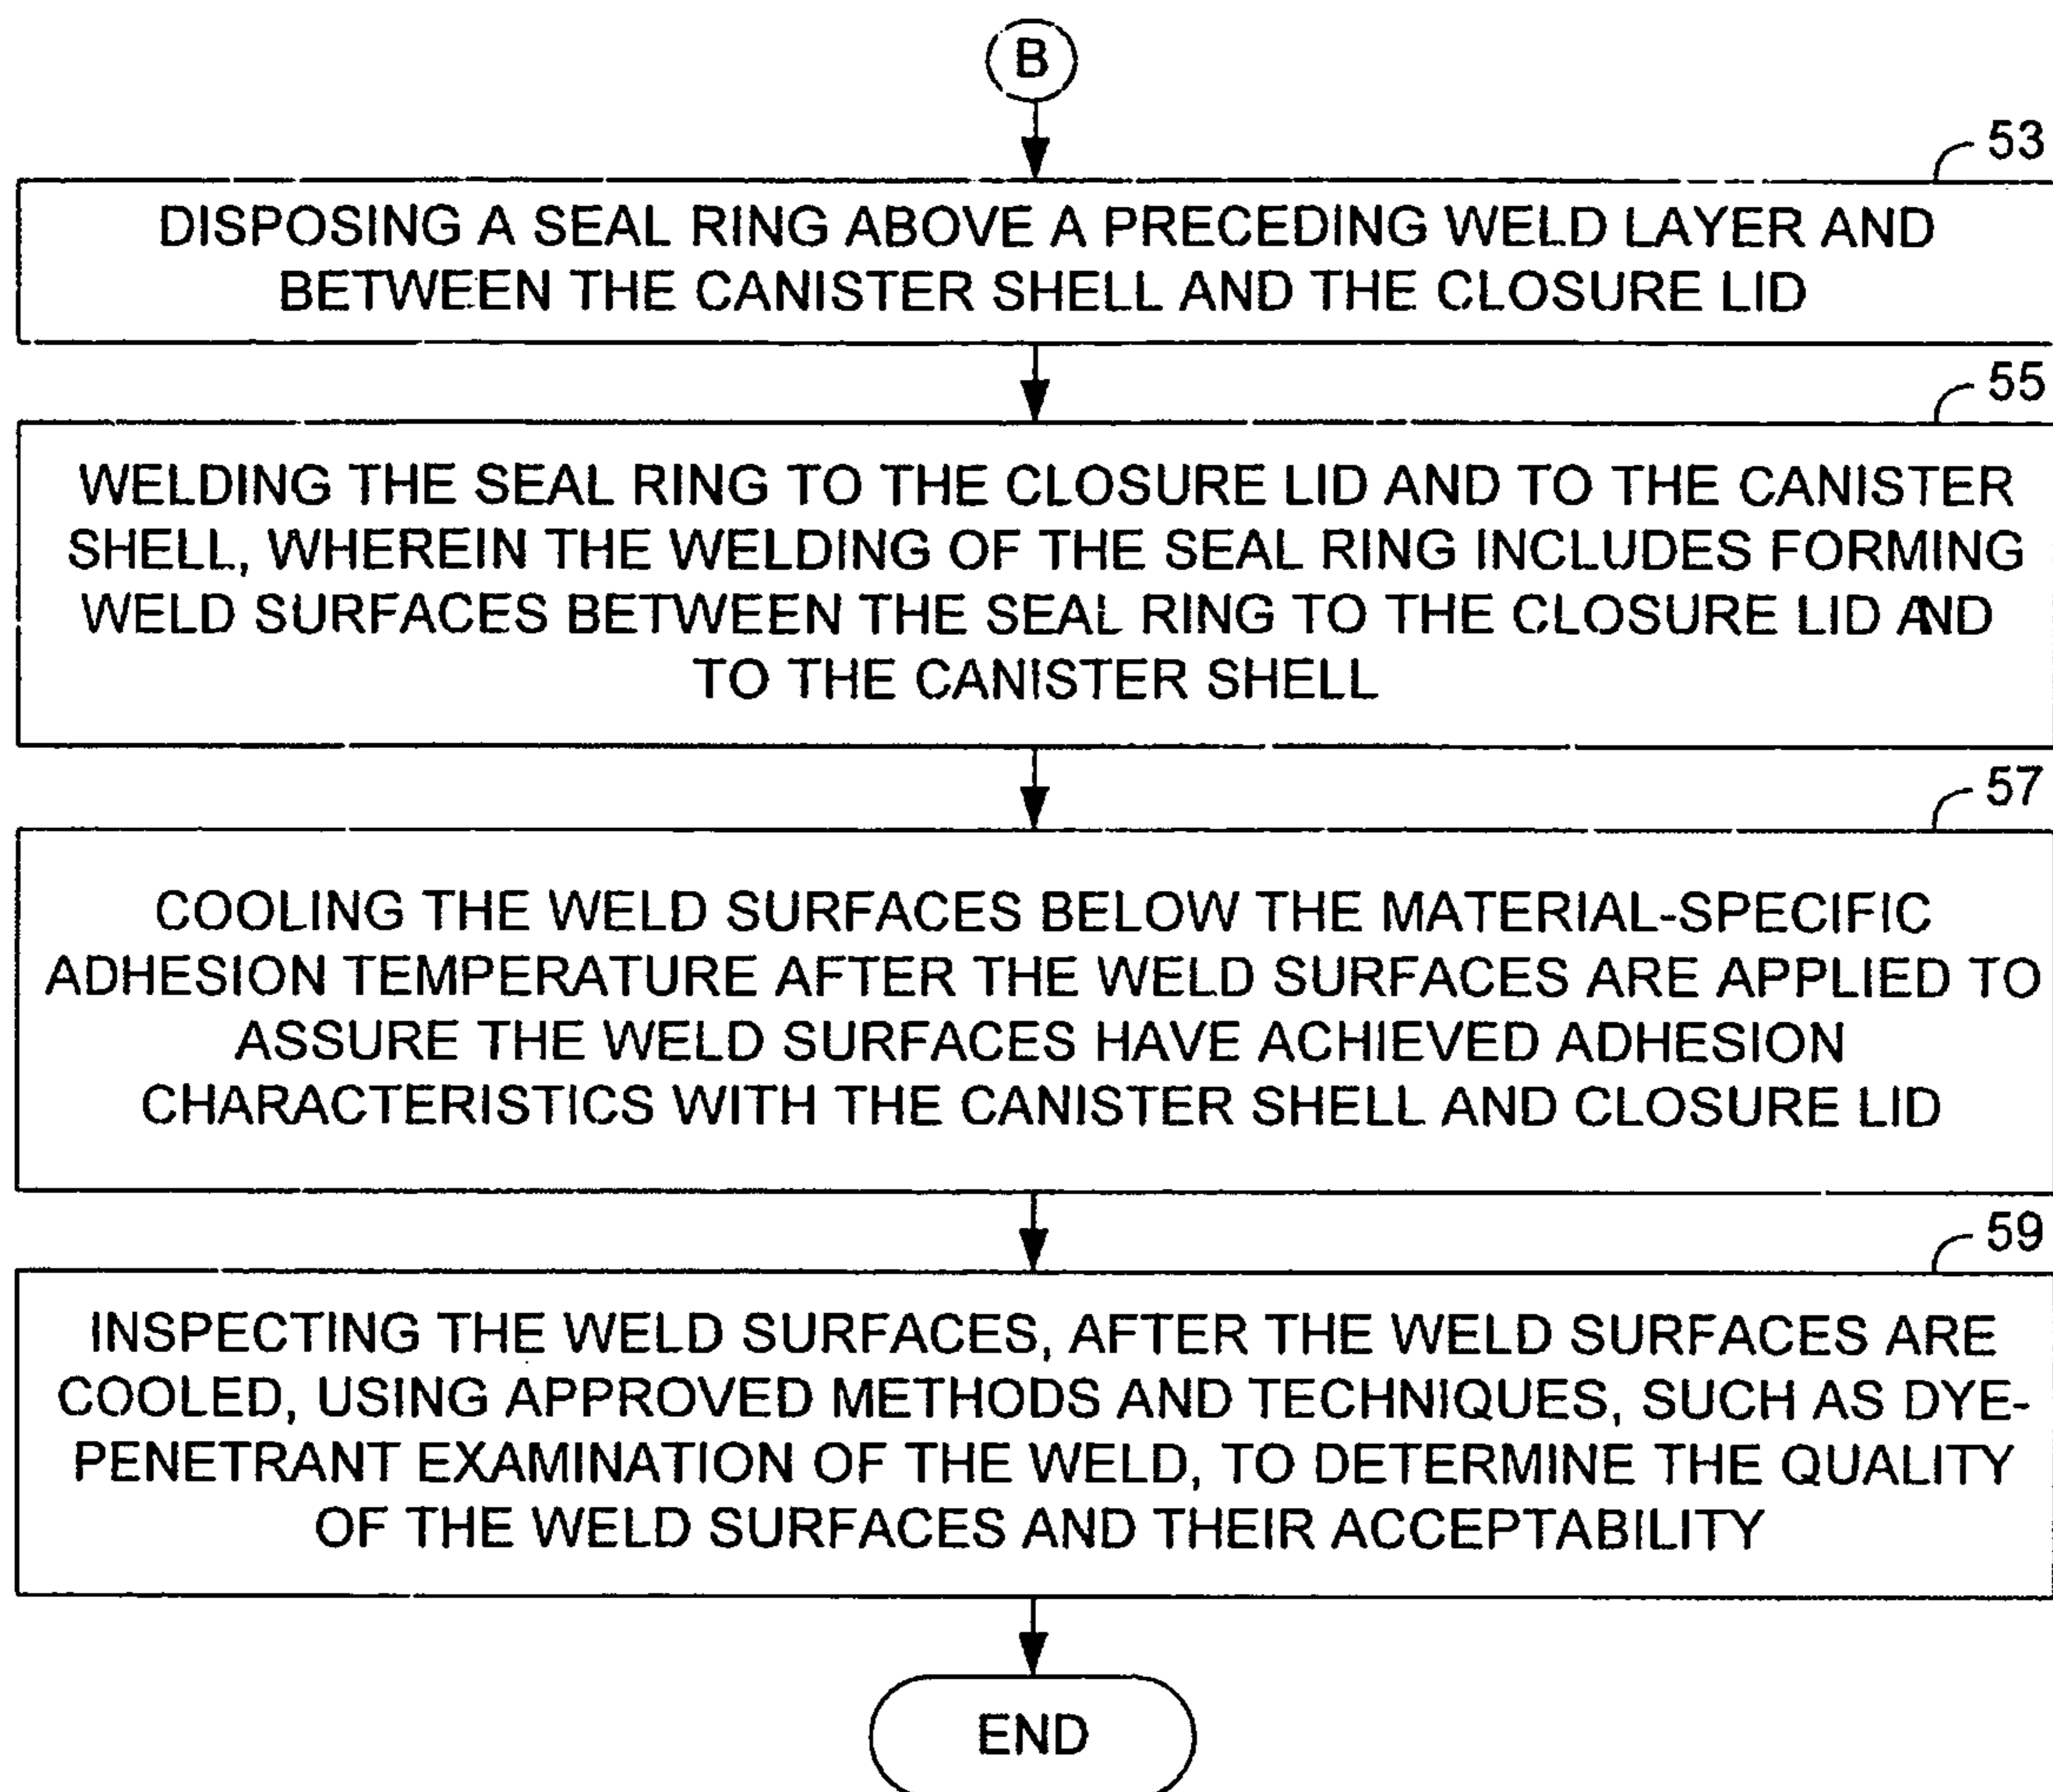 B
53
DISPOSING A SEAL RING ABOVE A PRECEDING WELD LAYER AND
BETWEEN THE CANISTER SHELL AND THE CLOSURE LID
55
WELDING THE SEAL RING TO THE CLOSURE LID AND TO THE CANISTER
SHELL, WHEREIN THE WELDING OF THE SEAL RING INCLUDES FORMING
WELD SURFACES BETWEEN THE SEAL RING TO THE CLOSURE LID AND
TO THE CANISTER SHELL
57
COOLING THE WELD SURFACES BELOW THE MATERIAL-SPECIFIC
ADHESION TEMPERATURE AFTER THE WELD SURFACES ARE APPLIED TO
ASSURE THE WELD SURFACES HAVE ACHIEVED ADHESION
CHARACTERISTICS WITH THE CANISTER SHELL AND CLOSURE LID
59
INSPECTING THE WELD SURFACES, AFTER THE WELD SURFACES ARE
COOLED, USING APPROVED METHODS AND TECHNIQUES, SUCH AS DYE-
PENETRANT EXAMINATION OF THE WELD, TO DETERMINE THE QUALITY
OF THE WELD SURFACES AND THEIR ACCEPTABILITY
END